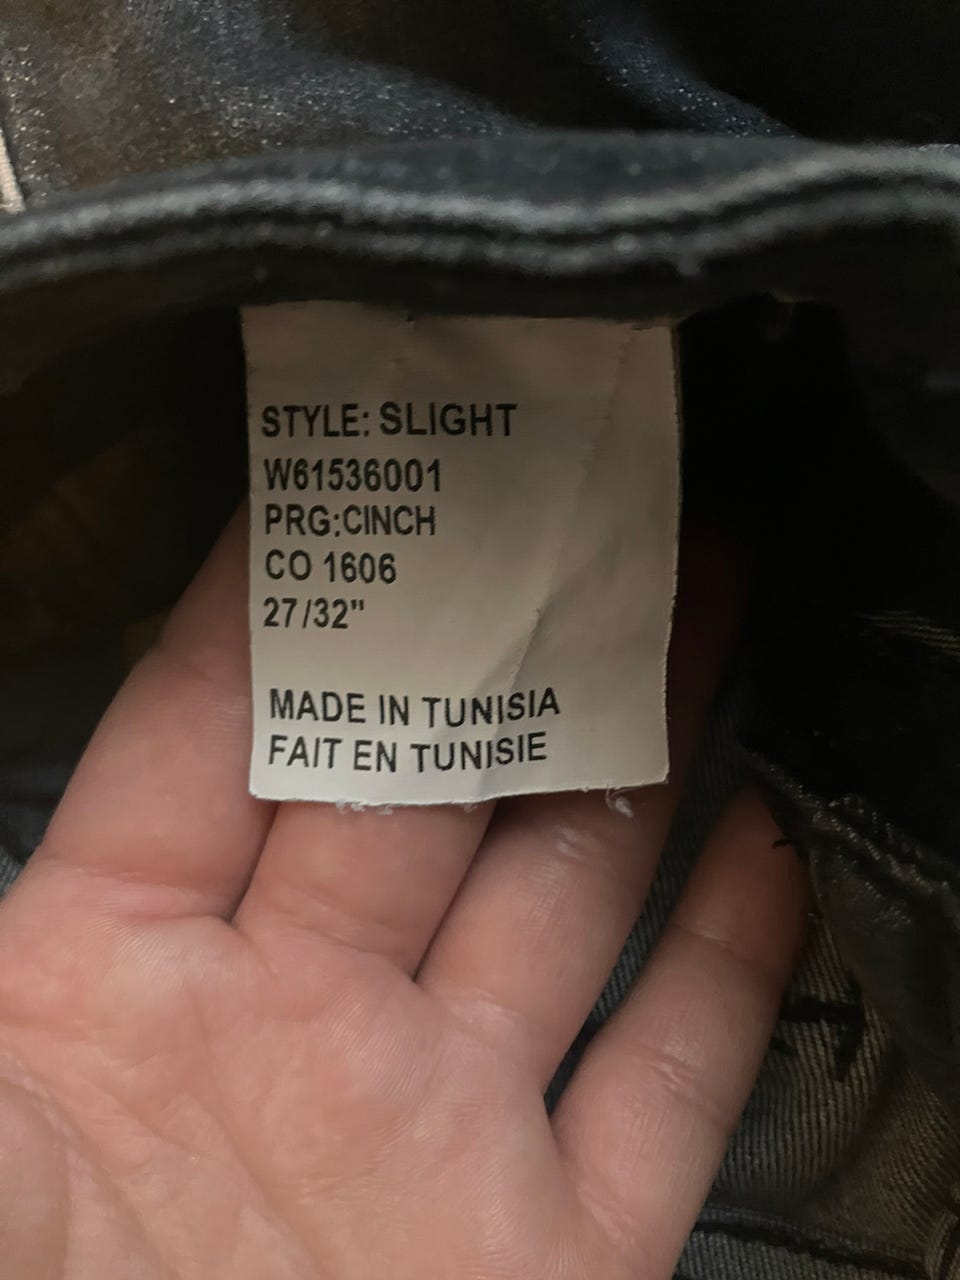 STYLE: SLIGHT
W61536001
PRG:CINCH
CO 1606
27/32"
MADE IN TUNISIA
FAIT EN TUNISIE